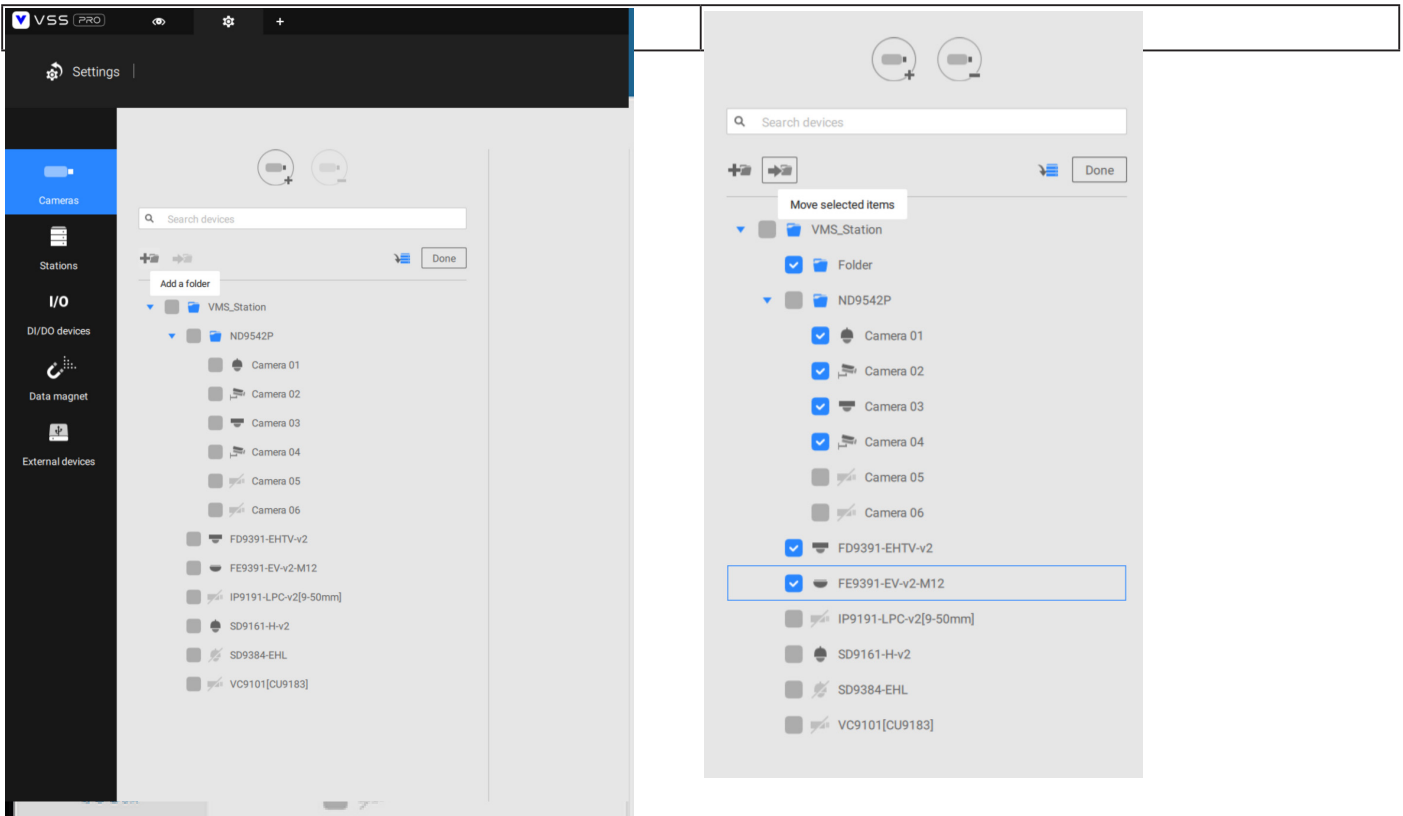 VSS PRO
Settings
Cameras
Stations
I/O
DI/DO devices
Data magnet
External devices
Search devices
Done
Add a folder
VMS_Station
ND9542P
Camera 01
Camera 02
Camera 03
Camera 04
Camera 05
Camera 06
FD9391-EHTV-v2
FE9391-EV-v2-M12
IP9191-LPC-v2[9-50mm]
SD9161-H-v2
SD9384-EHL
VC9101[CU9183]
Search devices
Done
Move selected items
VMS_Station
Folder
ND9542P
Camera 01
Camera 02
Camera 03
Camera 04
Camera 05
Camera 06
FD9391-EHTV-v2
FE9391-EV-v2-M12
IP9191-LPC-v2[9-50mm]
SD9161-H-v2
SD9384-EHL
VC9101[CU9183]